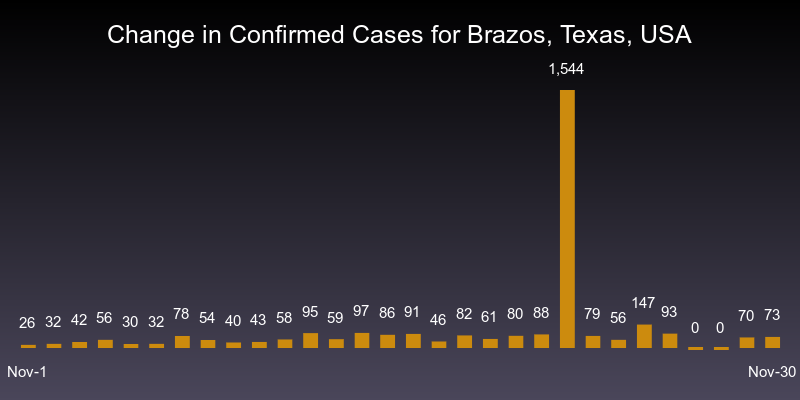 Change in Confirmed Cases for Brazos, Texas, USA
1,544
26 32 42 56 30 32 78 54 40 43 58 95 59 97 86 91 46 82 61 80 88 79 56 147 93 0 0 70 73
Nov-1 Nov-30